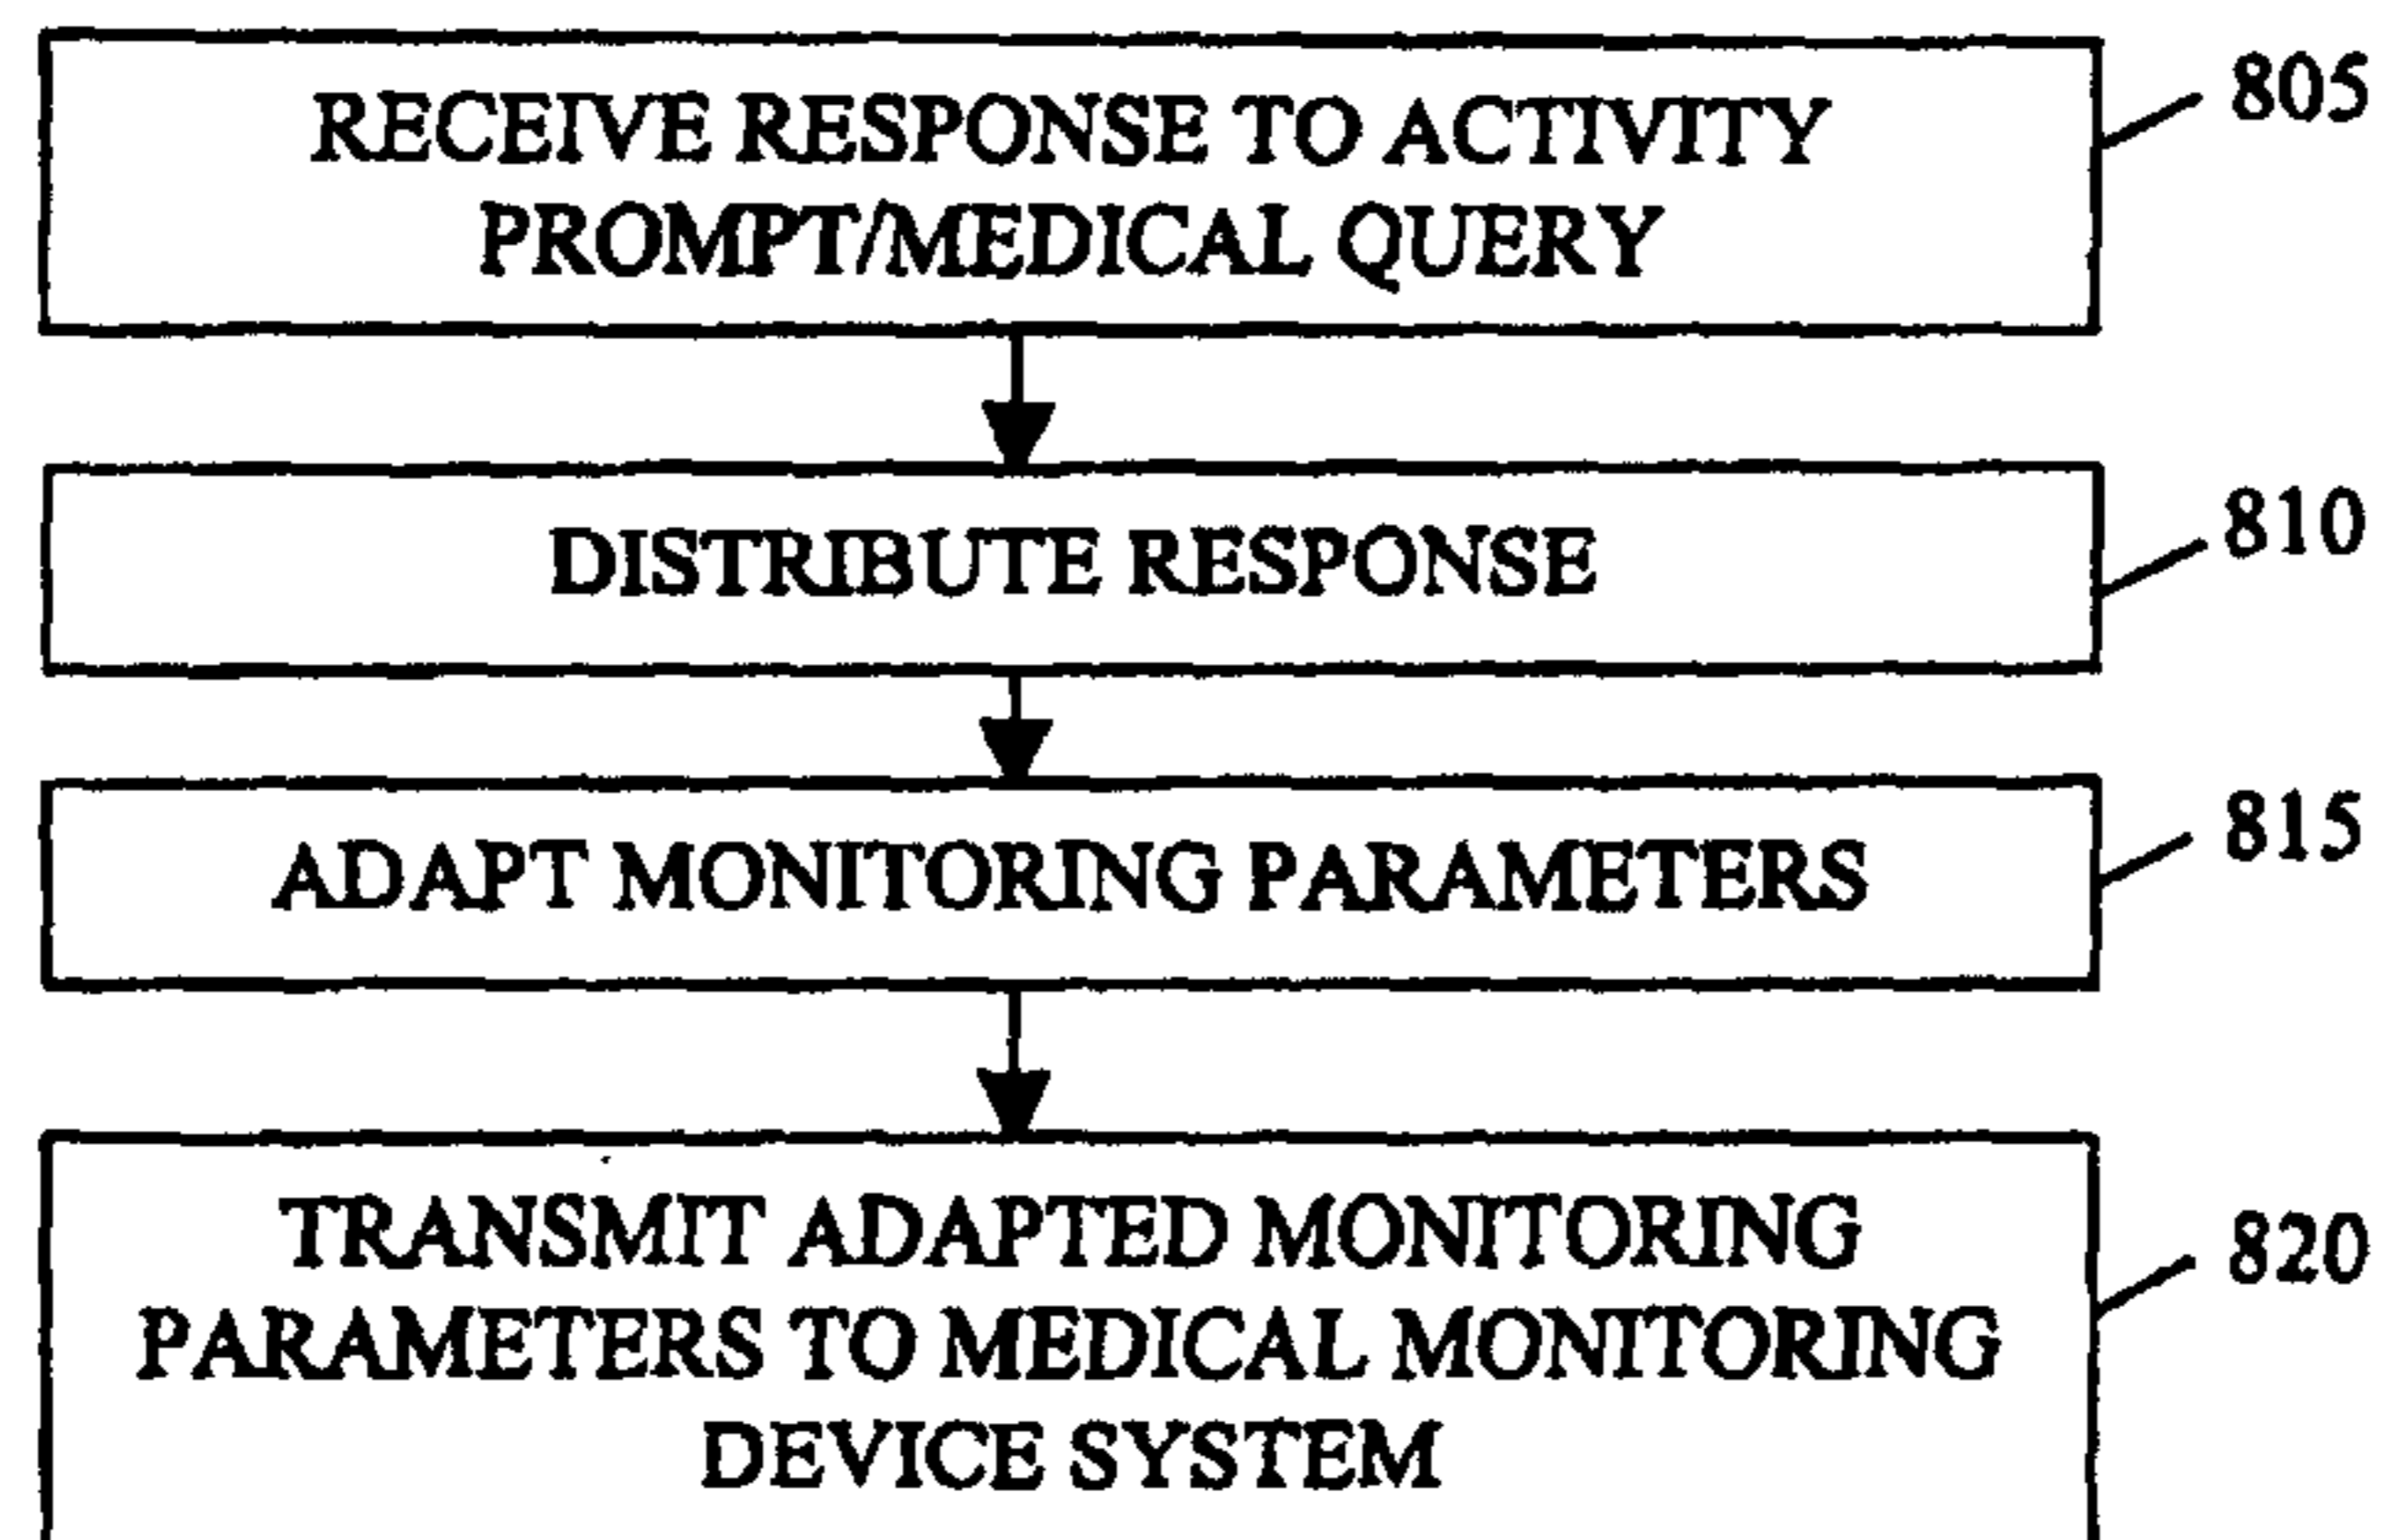 RECEIVE RESPONSE TO ACTIVITY
PROMPT/MEDICAL QUERY
805
DISTRIBUTE RESPONSE
810
ADAPT MONITORING PARAMETERS
815
TRANSMIT ADAPTED MONITORING
PARAMETERS TO MEDICAL MONITORING
DEVICE SYSTEM
820